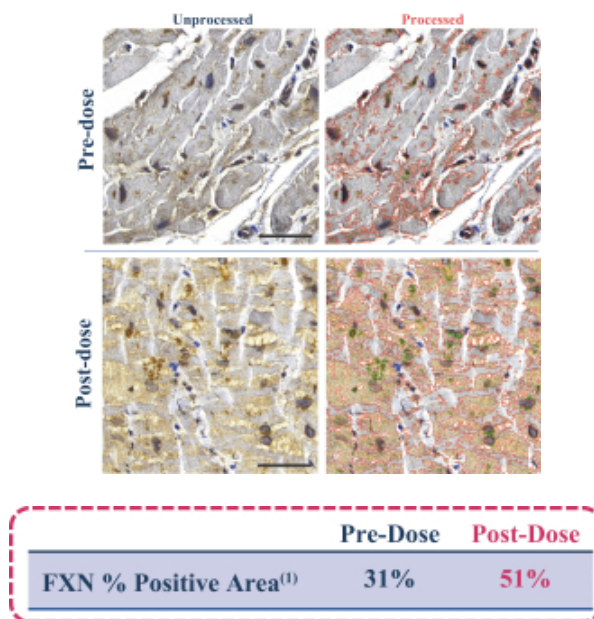 Unprocessed Processed
Pre-dose
Post-dose
Pre-Dose Post-Dose
FXN % Positive Area(1) 31% 51%